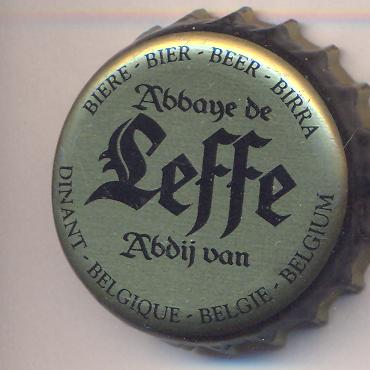 BIERE - BIER - BEER - BIRRA
Abbaye de
Leffe
Abdij van
DINANT - BELGIQUE - BELGIE - BELGIUM